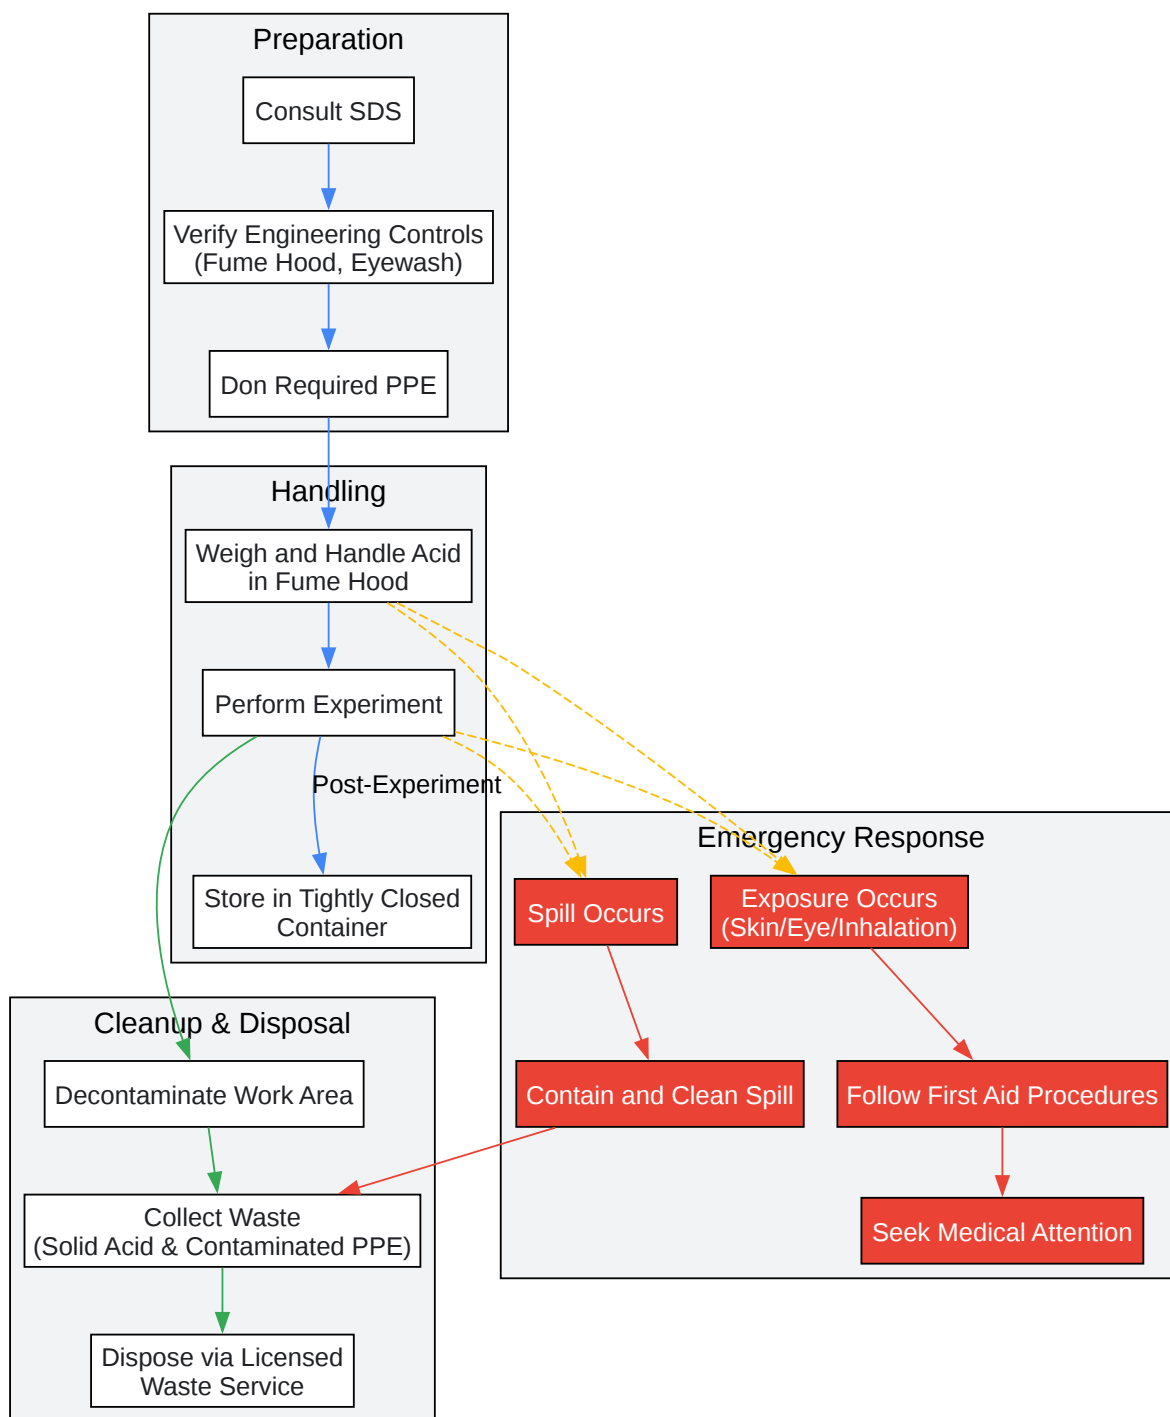 Preparation
Consult SDS
Verify Engineering Controls
(Fume Hood, Eyewash)
Don Required PPE
Handling
Weigh and Handle Acid
in Fume Hood
Perform Experiment
Post-Experiment
Store in Tightly Closed
Container
Emergency Response
Spill Occurs
Exposure Occurs
(Skin/Eye/Inhalation)
Contain and Clean Spill
Follow First Aid Procedures
Seek Medical Attention
Cleanup & Disposal
Decontaminate Work Area
Collect Waste
(Solid Acid & Contaminated PPE)
Dispose via Licensed
Waste Service